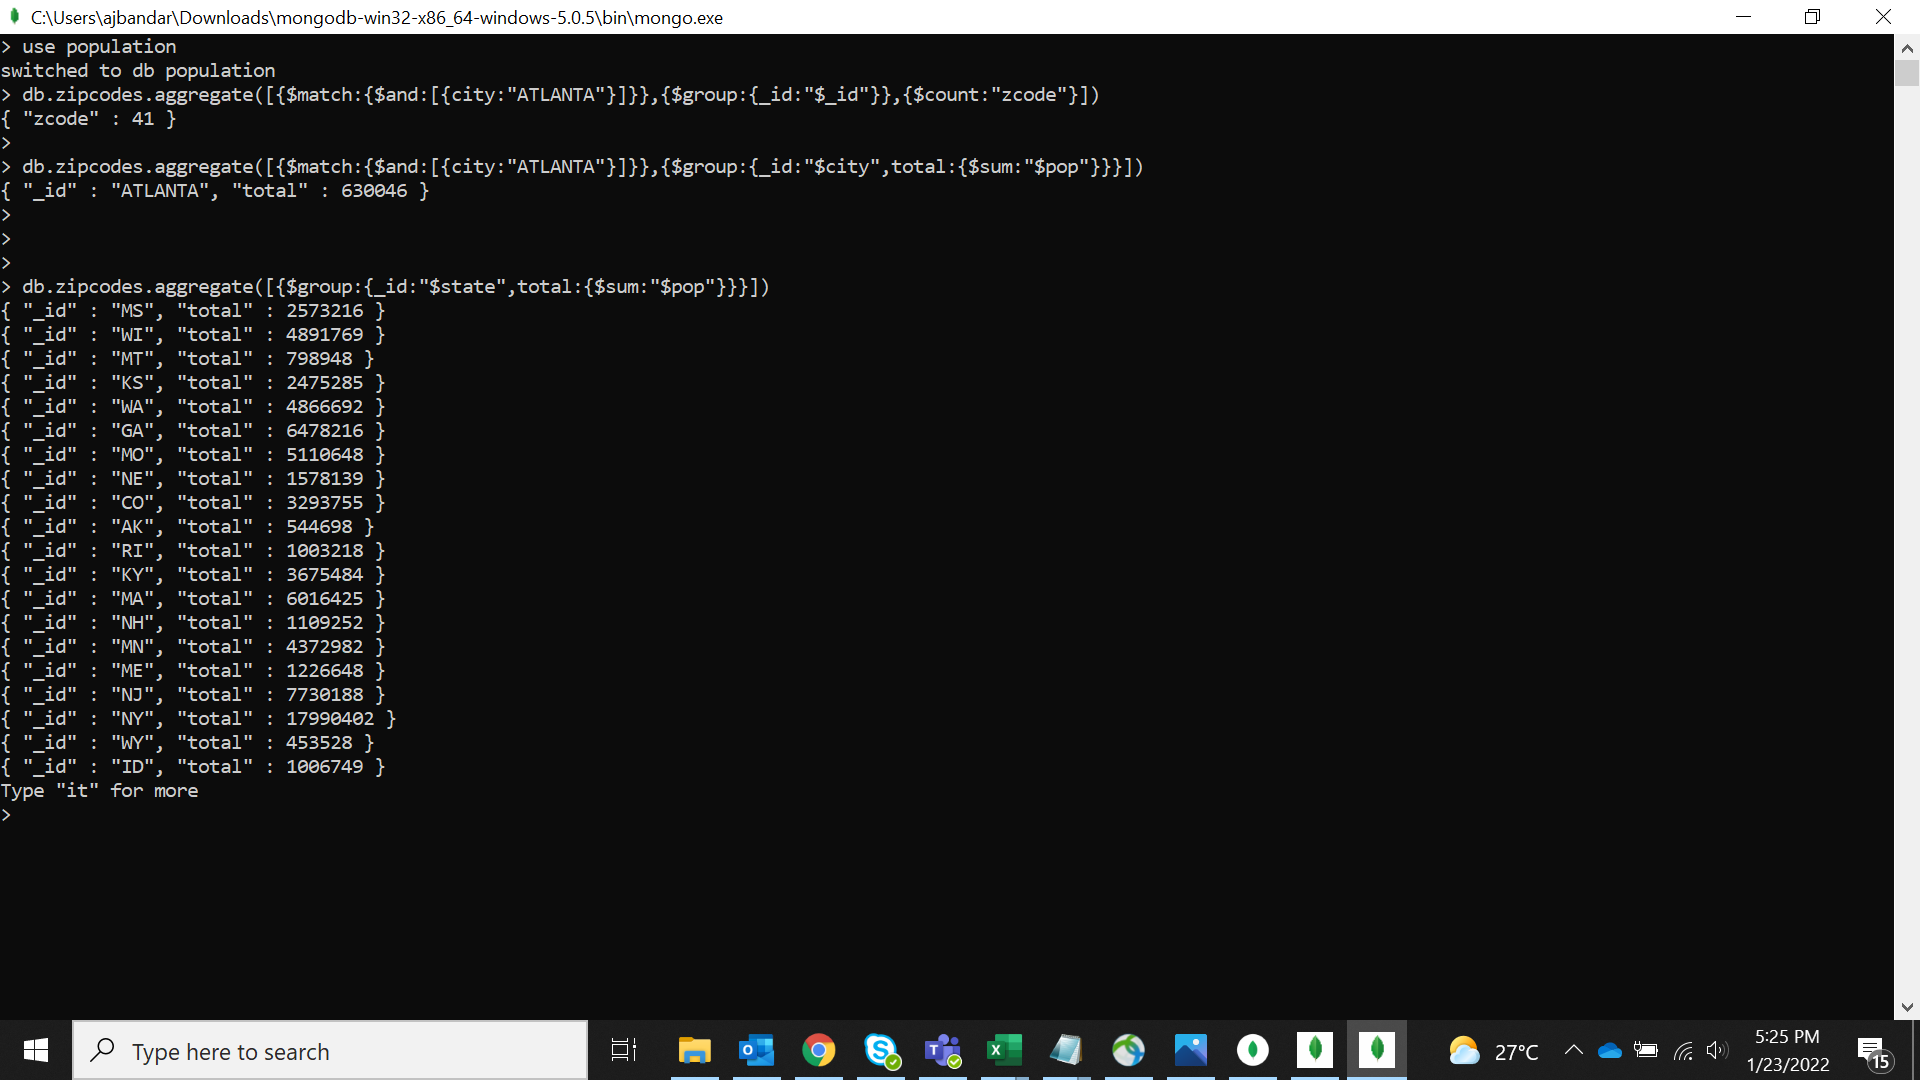 C:\Users\ajbandar\Downloads\mongodb-win32-x86_64-windows-5.0.5\bin\mongo.exe
> use population
switched to db population
> db.zipcodes.aggregate([{$match:{$and:[{city:"ATLANTA"}]}},{$group:{_id:"$_id"}},{$count:"zcode"}])
{ "zcode" : 41 }
>
> db.zipcodes.aggregate([{$match:{$and:[{city:"ATLANTA"}]}},{$group:{_id:"$city",total:{$sum:"$pop"}}}])
{ "_id" : "ATLANTA", "total" : 630046 }
>
>
>
> db.zipcodes.aggregate([{$group:{_id:"$state",total:{$sum:"$pop"}}}])
{ "_id" : "MS", "total" : 2573216 }
{ "_id" : "WI", "total" : 4891769 }
{ "_id" : "MT", "total" : 798948 }
{ "_id" : "KS", "total" : 2475285 }
{ "_id" : "WA", "total" : 4866692 }
{ "_id" : "GA", "total" : 6478216 }
{ "_id" : "MO", "total" : 5110648 }
{ "_id" : "NE", "total" : 1578139 }
{ "_id" : "CO", "total" : 3293755 }
{ "_id" : "AK", "total" : 544698 }
{ "_id" : "RI", "total" : 1003218 }
{ "_id" : "KY", "total" : 3675484 }
{ "_id" : "MA", "total" : 6016425 }
{ "_id" : "NH", "total" : 1109252 }
{ "_id" : "MN", "total" : 4372982 }
{ "_id" : "ME", "total" : 1226648 }
{ "_id" : "NJ", "total" : 7730188 }
{ "_id" : "NY", "total" : 17990402 }
{ "_id" : "WY", "total" : 453528 }
{ "_id" : "ID", "total" : 1006749 }
Type "it" for more
>
Type here to search
27°C
5:25 PM
1/23/2022
15